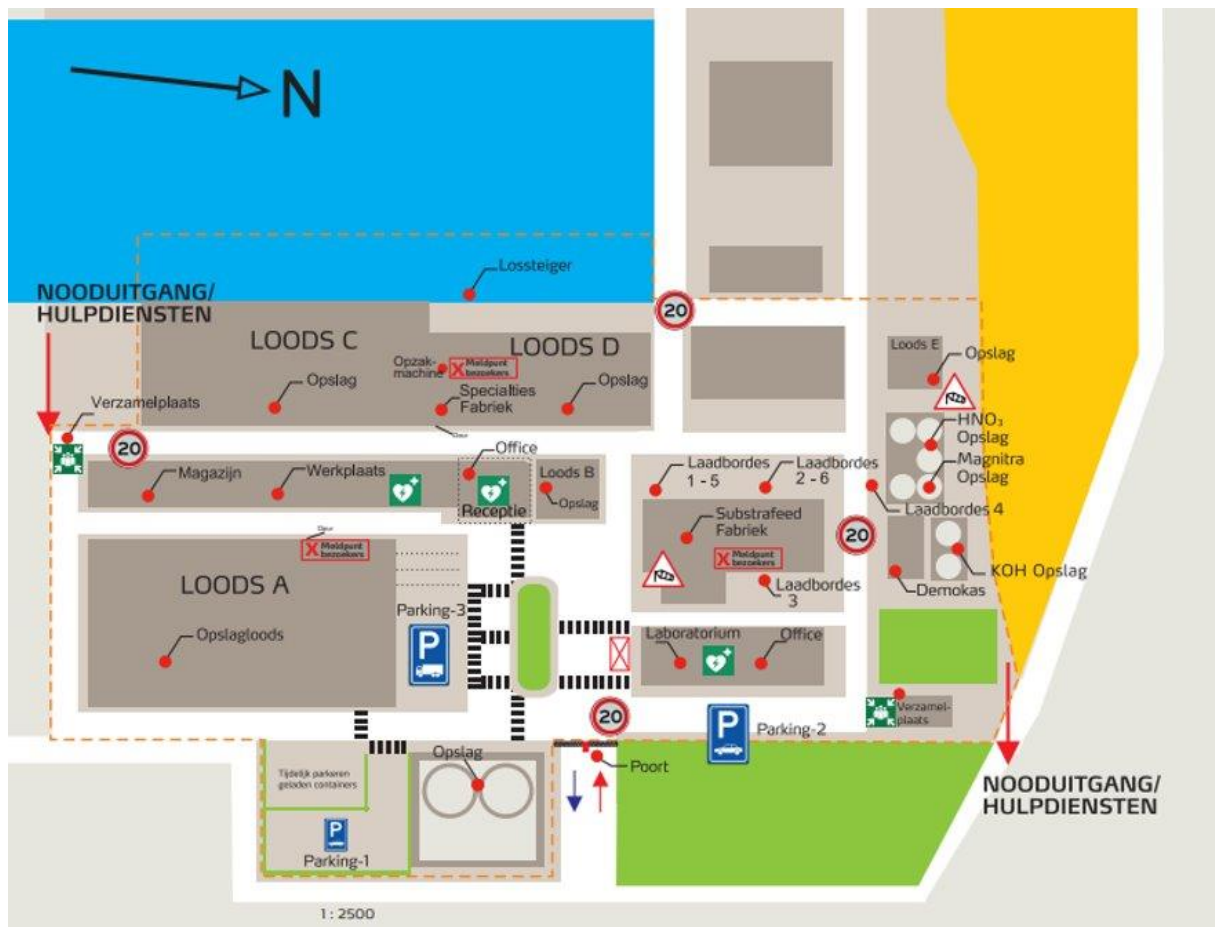 N
Lossteiger
NOODUITGANG/
HULPDIENSTEN
20
LOODS C
LOODS D
Opzak-
machine
X Meldpunt
bezoekers
Opslag
Specialties
Fabriek
Opslag
Deur
Loods E
Opslag
HNO₃
Opslag
Magnitra
Opslag
Verzamelplaats
20
Magazijn
Werkplaats
Office
Receptie
Loods B
Opslag
Laadbordes
1 - 5
Laadbordes
2 - 6
Laadbordes 4
Substrafeed
Fabriek
20
X Meldpunt
bezoekers
Laadbordes
3
KOH Opslag
Demokas
Deur
X Meldpunt
bezoekers
LOODS A
Opslagloods
Parking-3
P
Laboratorium
Office
20
P
Parking-2
Verzamel-
plaats
Poort
Opslag
Tijdelijk parkeren
geladen containers
P
Parking-1
NOODUITGANG/
HULPDIENSTEN
1 : 2500